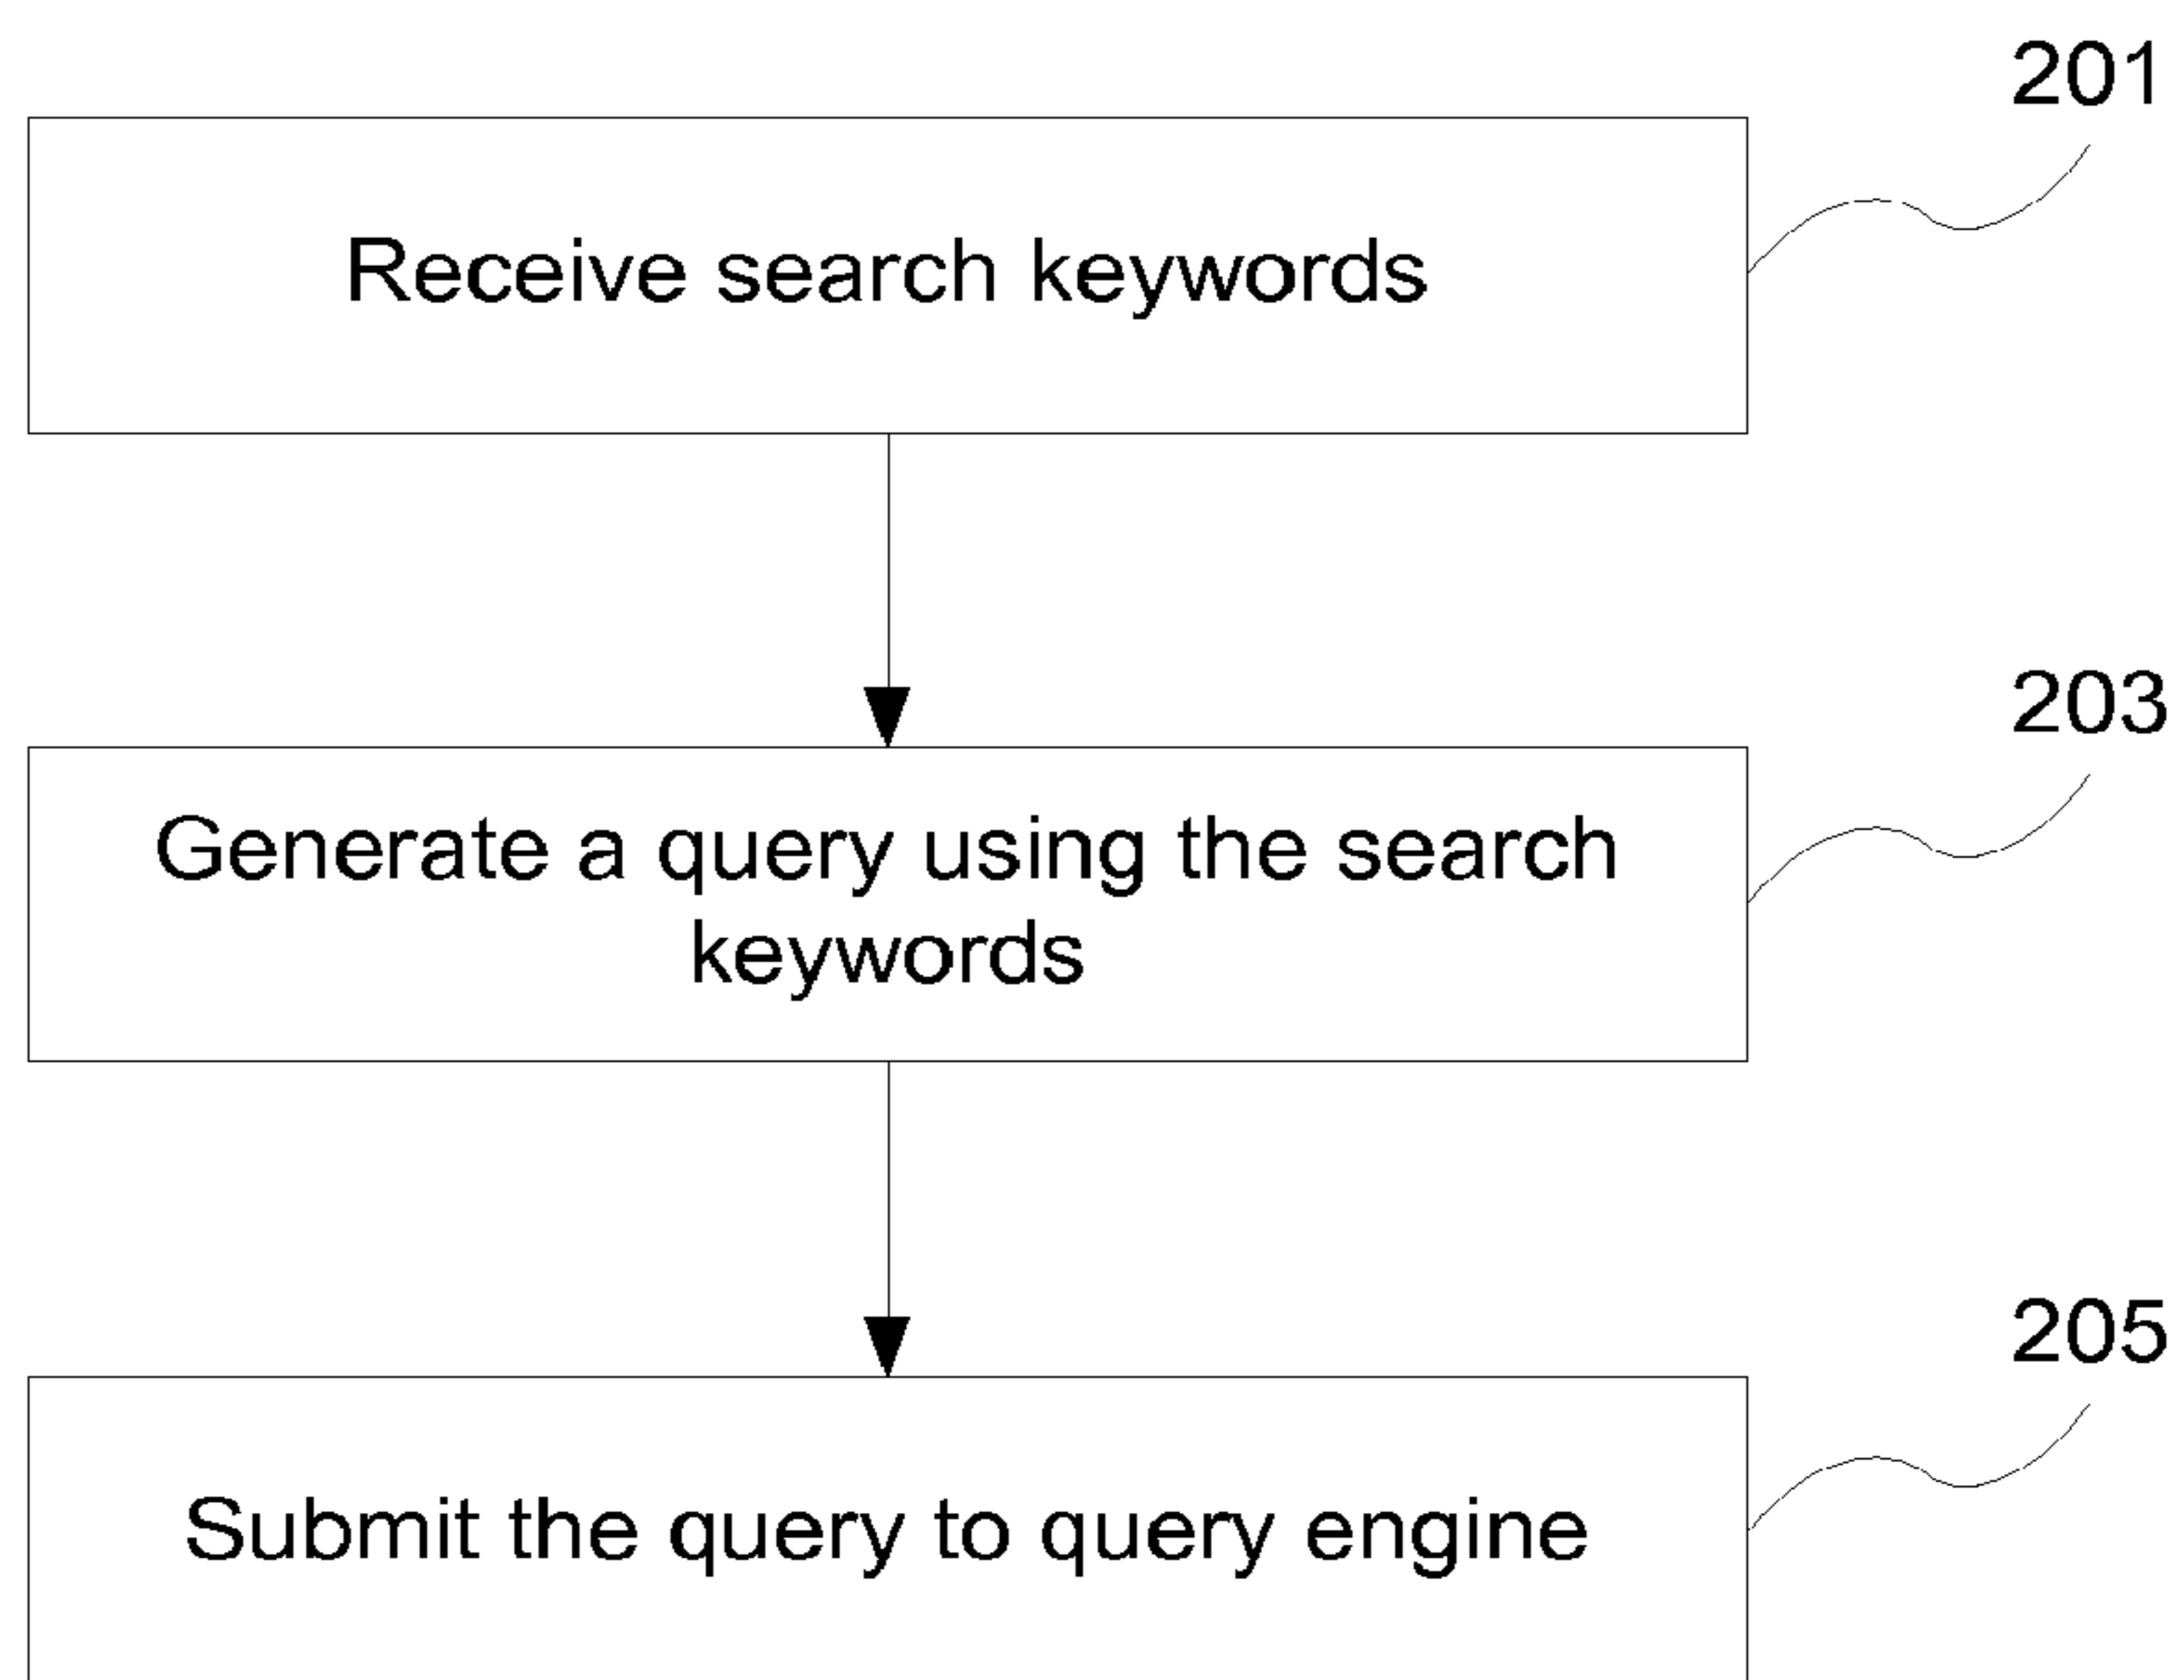 201
Receive search keywords
203
Generate a query using the search
keywords
205
Submit the query to query engine